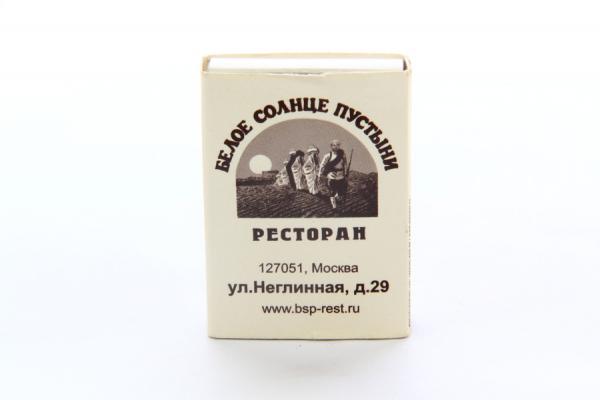 БЕЛОЕ СОЛНЦЕ ПУСТЫНИ
РЕСТОРАН
127051, Москва
ул.Неглинная, д.29
www.bsp-rest.ru